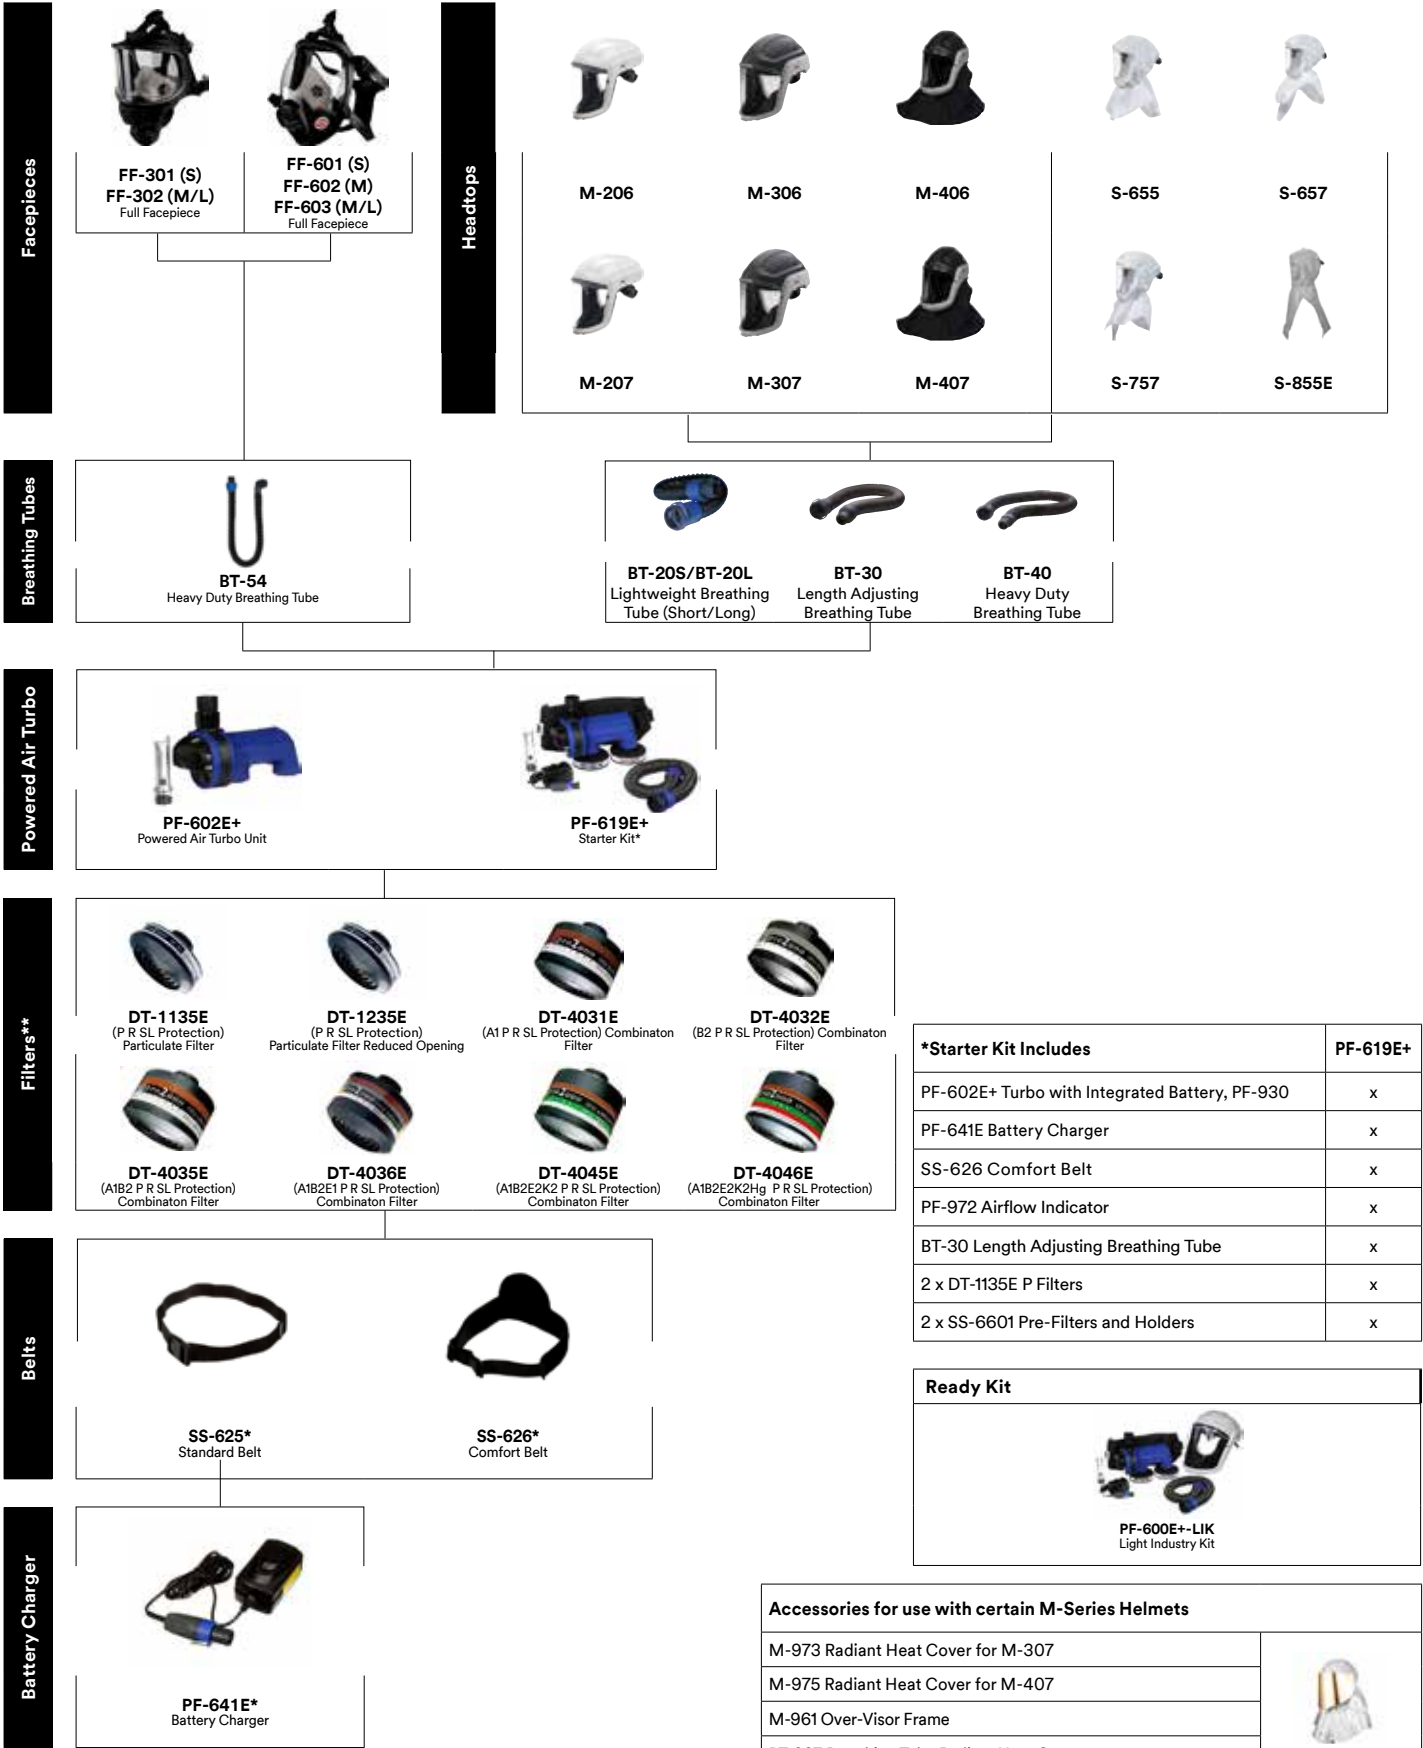 Facepieces
FF-301 (S)
FF-302 (M/L)
Full Facepiece
FF-601 (S)
FF-602 (M)
FF-603 (M/L)
Full Facepiece
Headtops
M-206
M-306
M-406
S-655
S-657
M-207
M-307
M-407
S-757
S-855E
Breathing Tubes
BT-54
Heavy Duty Breathing Tube
BT-20S/BT-20L
Lightweight Breathing
Tube (Short/Long)
BT-30
Length Adjusting
Breathing Tube
BT-40
Heavy Duty
Breathing Tube
Powered Air Turbo
PF-602E+
Powered Air Turbo Unit
PF-619E+
Starter Kit*
Filters**
DT-1135E
(P R SL Protection)
Particulate Filter
DT-1235E
(P R SL Protection)
Particulate Filter Reduced Opening
DT-4031E
(A1 P R SL Protection) Combinaton
Filter
DT-4032E
(B2 P R SL Protection) Combinaton
Filter
DT-4035E
(A1B2 P R SL Protection)
Combinaton Filter
DT-4036E
(A1B2E1 P R SL Protection)
Combinaton Filter
DT-4045E
(A1B2E2K2 P R SL Protection)
Combinaton Filter
DT-4046E
(A1B2E2K2Hg P R SL Protection)
Combinaton Filter
*Starter Kit Includes PF-619E+
PF-602E+ Turbo with Integrated Battery, PF-930 x
PF-641E Battery Charger x
SS-626 Comfort Belt x
PF-972 Airflow Indicator x
BT-30 Length Adjusting Breathing Tube x
2 x DT-1135E P Filters x
2 x SS-6601 Pre-Filters and Holders x
Belts
SS-625*
Standard Belt
SS-626*
Comfort Belt
Ready Kit
PF-600E+-LIK
Light Industry Kit
Battery Charger
PF-641E*
Battery Charger
Accessories for use with certain M-Series Helmets
M-973 Radiant Heat Cover for M-307
M-975 Radiant Heat Cover for M-407
M-961 Over-Visor Frame